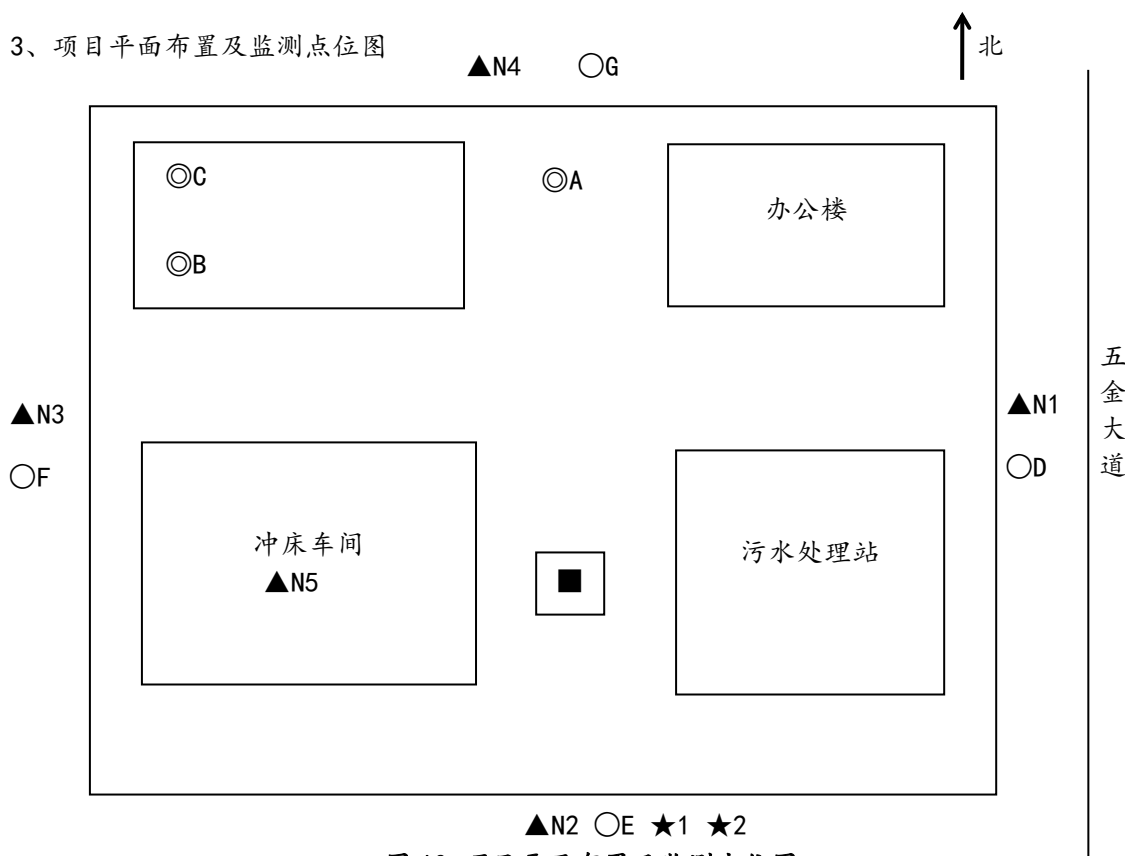 3、项目平面布置及监测点位图
北
▲N4 ○G
◎C
◎A
办公楼
◎B
五金大道
▲N3
▲N1
○F
○D
冲床车间
▲N5
■
污水处理站
▲N2 ○E ★1 ★2